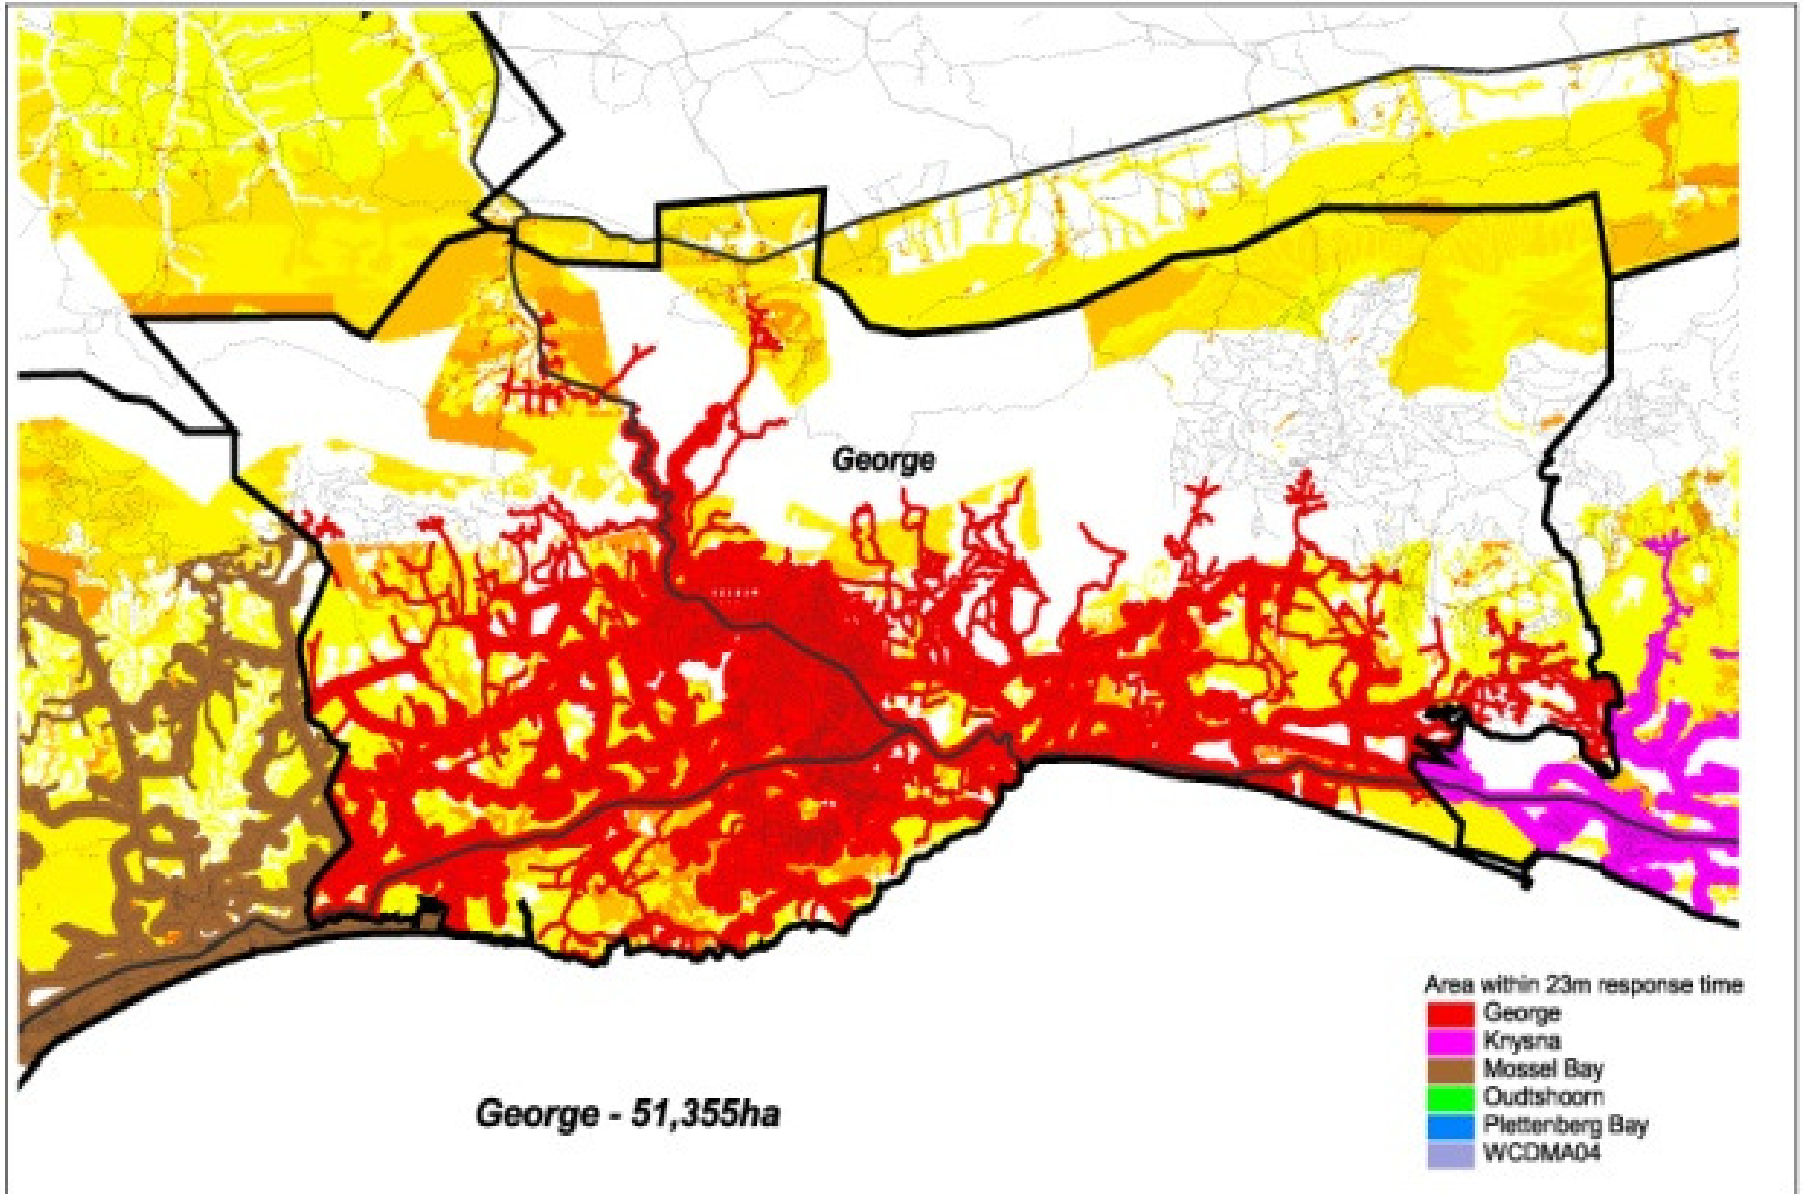 George
George - 51,355ha
Area within 23m response time
George
Knysna
Mossel Bay
Oudtshoorn
Plettenberg Bay
WCDMA04